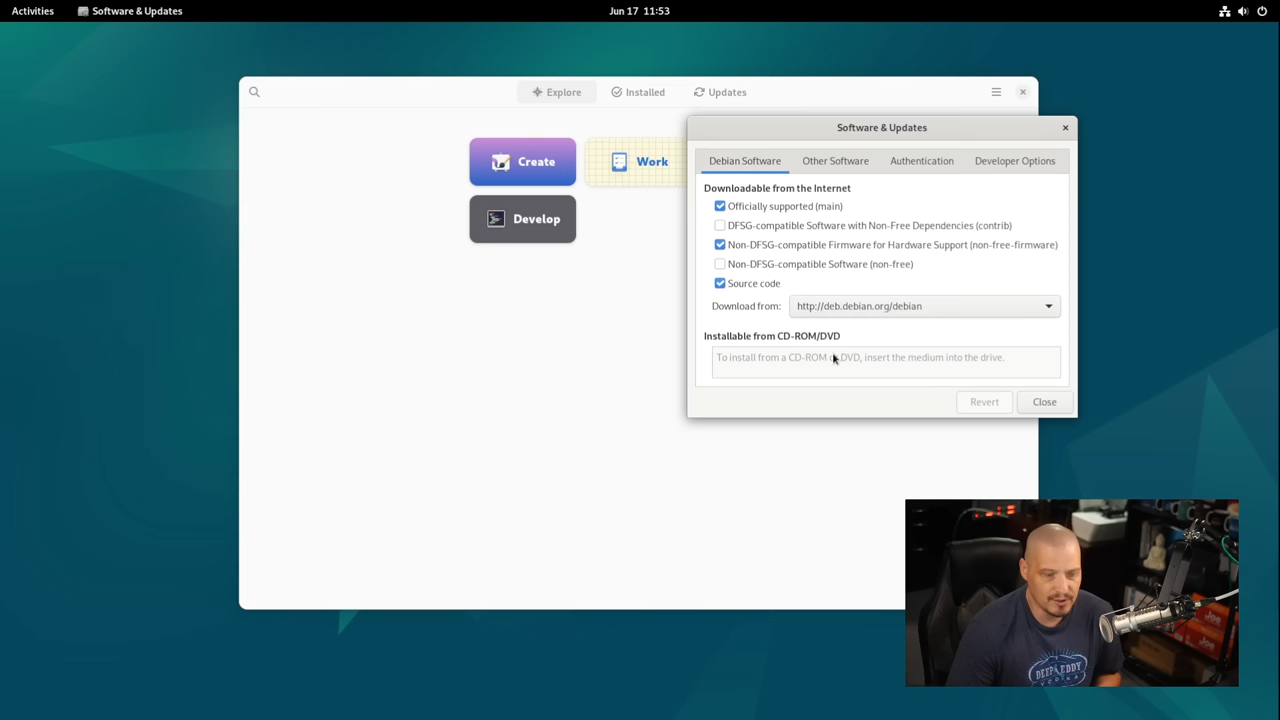 Activities
Software & Updates
Jun 17 11:53
Explore
Installed
Updates
Create
Work
Develop
Software & Updates
Debian Software
Other Software
Authentication
Developer Options
Downloadable from the Internet
Officially supported (main)
DFSG-compatible Software with Non-Free Dependencies (contrib)
Non-DFSG-compatible Firmware for Hardware Support (non-free-firmware)
Non-DFSG-compatible Software (non-free)
Source code
Download from: http://deb.debian.org/debian
Installable from CD-ROM/DVD
To install from a CD-ROM or DVD, insert the medium into the drive.
Revert
Close
DEEP EDDY
VODKA